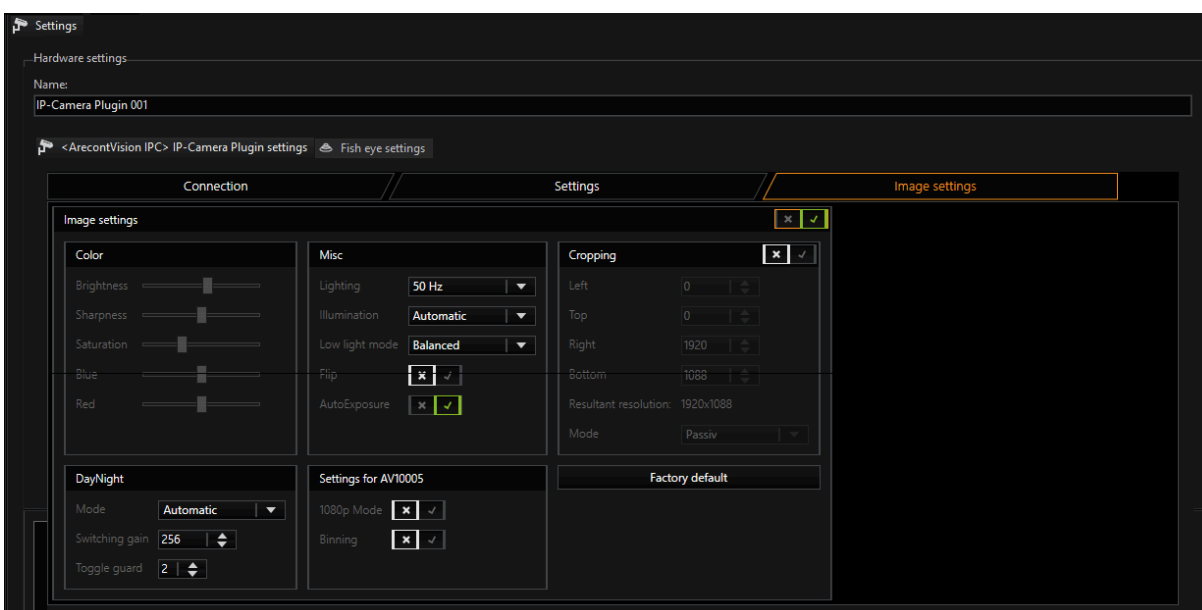 Settings
Hardware settings
Name:
IP-Camera Plugin 001
<ArecontVision IPC> IP-Camera Plugin settings Fish eye settings
Connection Settings Image settings
Image settings
Color
Brightness
Sharpness
Saturation
Blue
Red
Misc
Lighting 50 Hz
Illumination Automatic
Low light mode Balanced
Flip
AutoExposure
Cropping
Left 0
Top 0
Right 1920
Bottom 1088
Resultant resolution: 1920x1088
Mode Passiv
DayNight
Mode Automatic
Switching gain 256
Toggle guard 2
Settings for AV10005
1080p Mode
Binning
Factory default